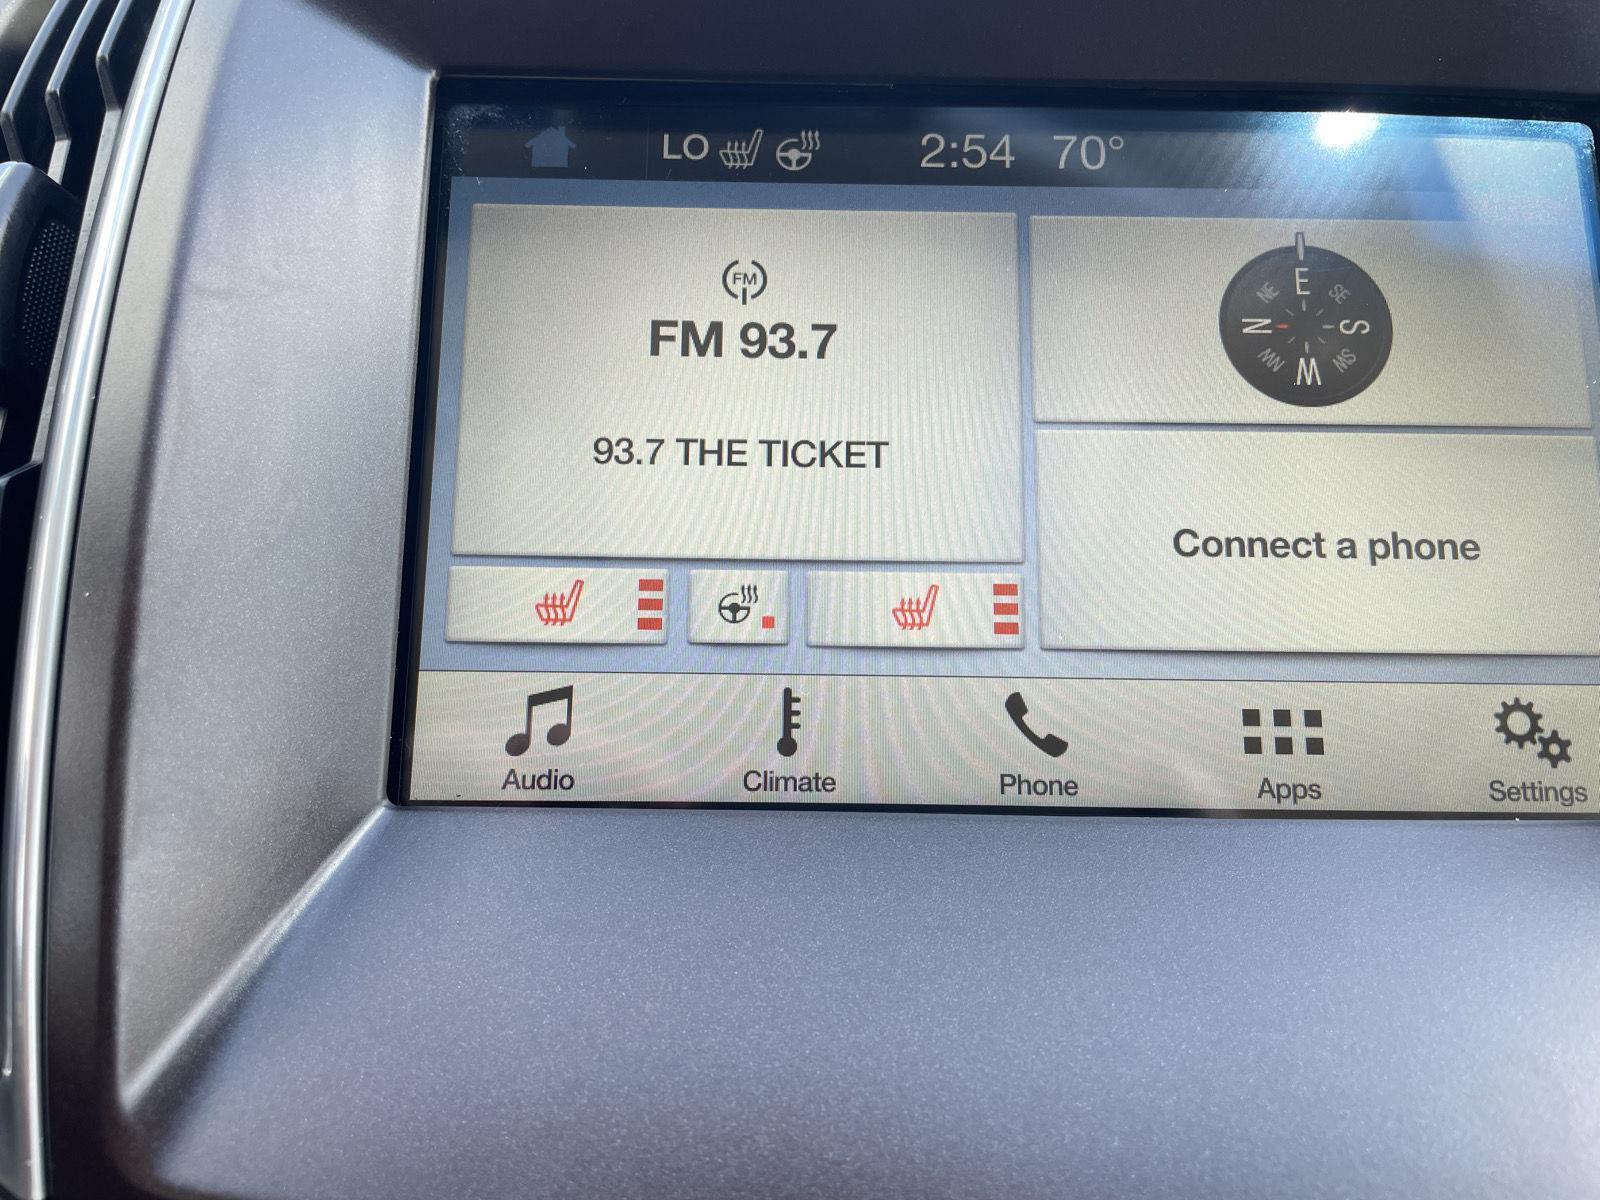 LO 2:54 70°
FM
FM 93.7
93.7 THE TICKET
E
NE SE
N S
NW SW
W
Connect a phone
Audio Climate Phone Apps Settings